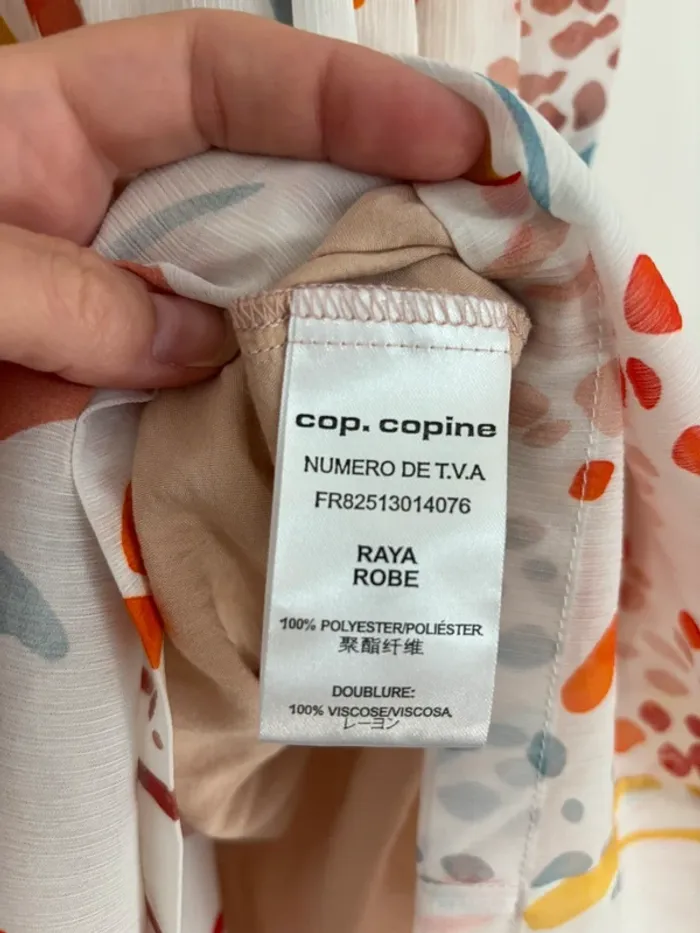 cop. copine
NUMERO DE T.V.A
FR82513014076
RAYA
ROBE
100% POLYESTER/POLIÉSTER
聚酯纤维
DOUBLURE:
100% VISCOSE/VISCOSA
レーヨン